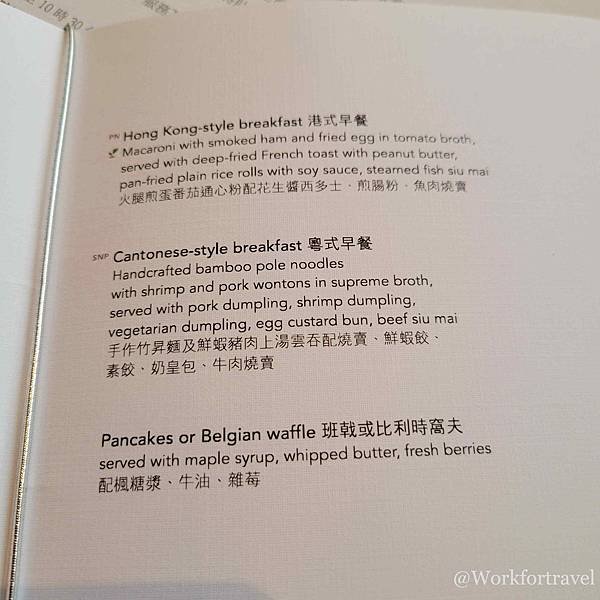 至 10 時 30
PN Hong Kong-style breakfast 港式早餐
Macaroni with smoked ham and fried egg in tomato broth,
served with deep-fried French toast with peanut butter,
pan-fried plain rice rolls with soy sauce, steamed fish siu mai
火腿煎蛋番茄通心粉配花生醬西多士、煎腸粉、魚肉燒賣
SNP Cantonese-style breakfast 粵式早餐
Handcrafted bamboo pole noodles
with shrimp and pork wontons in supreme broth,
served with pork dumpling, shrimp dumpling,
vegetarian dumpling, egg custard bun, beef siu mai
手作竹昇麵及鮮蝦豬肉上湯雲吞配燒賣、鮮蝦餃、
素餃、奶皇包、牛肉燒賣
Pancakes or Belgian waffle 班戟或比利時窩夫
served with maple syrup, whipped butter, fresh berries
配楓糖漿、牛油、雜莓
@Workfortravel